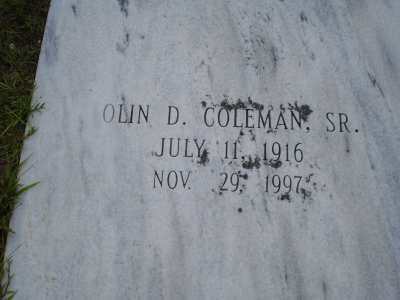 OLIN D. COLEMAN, SR.
JULY 11, 1916
NOV. 29, 1997